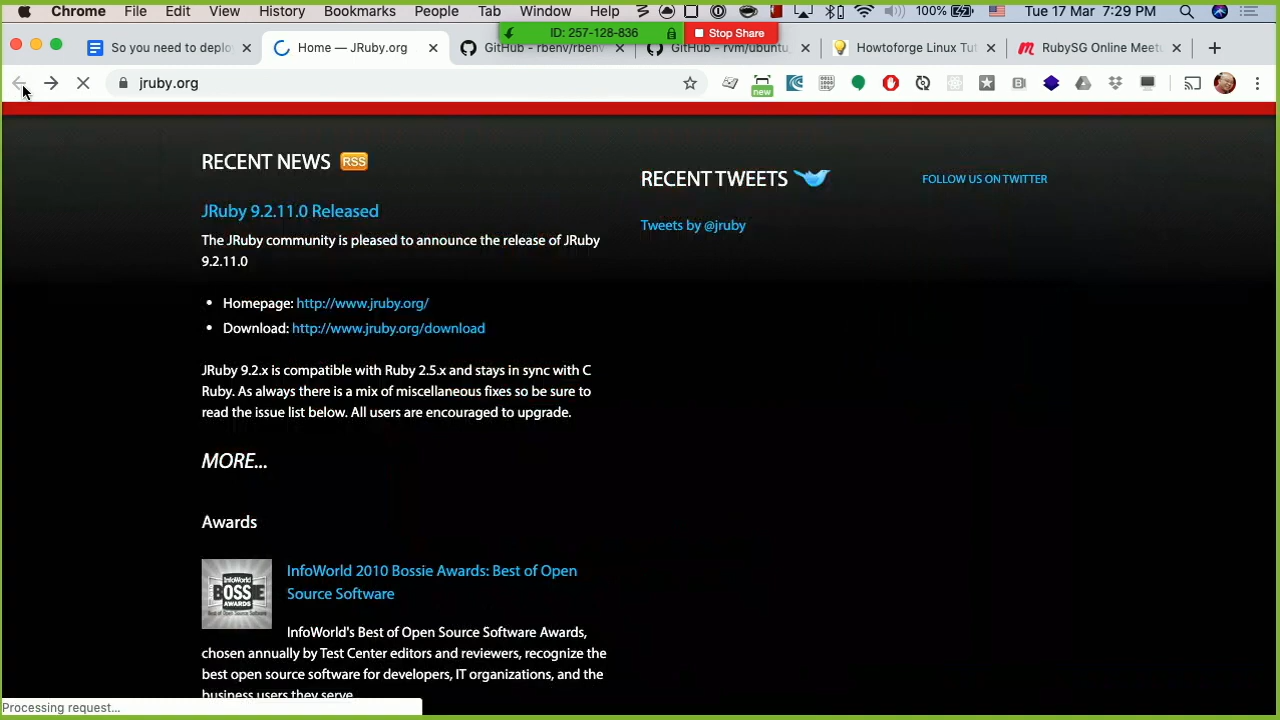 Chrome File Edit View History Bookmarks People Tab Window Help 100% Tue 17 Mar 7:29 PM
ID: 257-128-836 Stop Share
So you need to deplo Home — JRuby.org GitHub - rbenv/rbenv GitHub - rvm/ubuntu_ Howtoforge Linux Tut RubySG Online Meetu
jruby.org
new
RECENT NEWS RSS
JRuby 9.2.11.0 Released
The JRuby community is pleased to announce the release of JRuby
9.2.11.0
• Homepage: http://www.jruby.org/
• Download: http://www.jruby.org/download
JRuby 9.2.x is compatible with Ruby 2.5.x and stays in sync with C
Ruby. As always there is a mix of miscellaneous fixes so be sure to
read the issue list below. All users are encouraged to upgrade.
MORE...
Awards
InfoWorld
BOSSIE
AWARDS
InfoWorld 2010 Bossie Awards: Best of Open
Source Software
InfoWorld's Best of Open Source Software Awards,
chosen annually by Test Center editors and reviewers, recognize the
best open source software for developers, IT organizations, and the
business users they serve.
RECENT TWEETS
FOLLOW US ON TWITTER
Tweets by @jruby
Processing request...